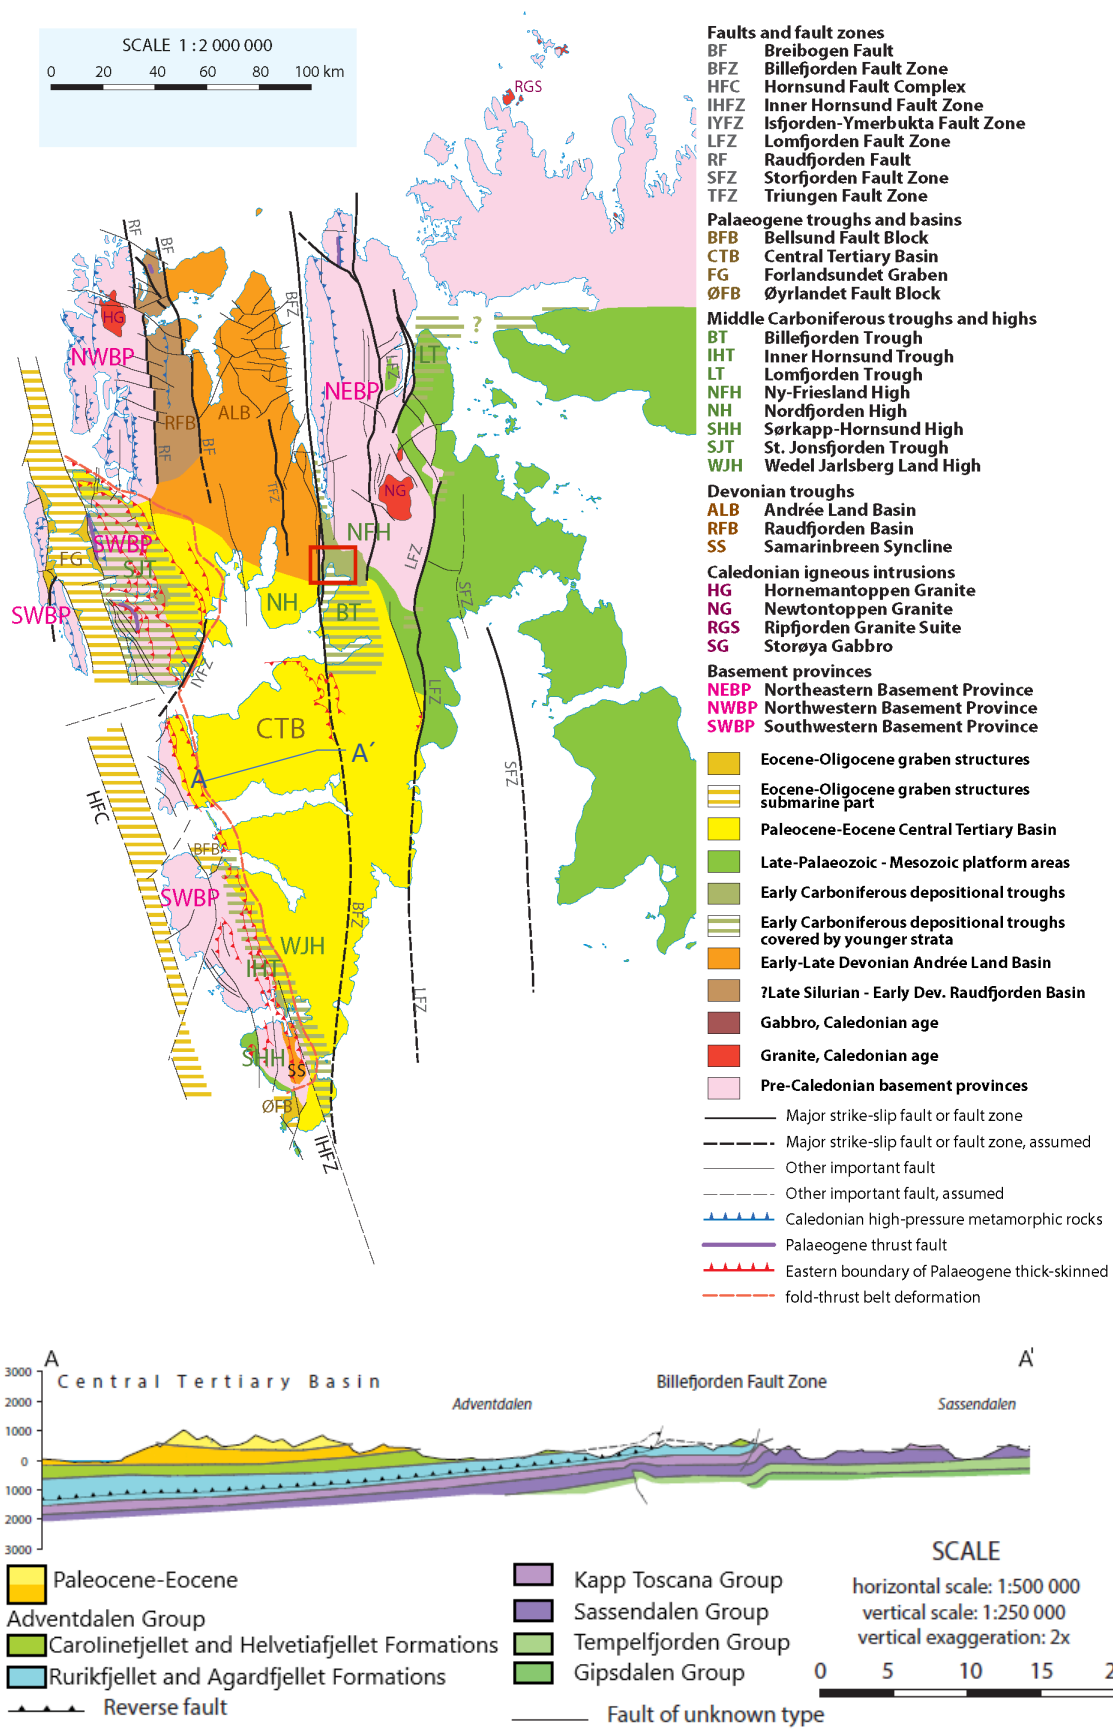 SCALE 1 : 2 000 000
0 20 40 60 80 100 km
Faults and fault zones
BF Breibogen Fault
BFZ Billefjorden Fault Zone
HFC Hornsund Fault Complex
IHFZ Inner Hornsund Fault Zone
IYFZ Isfjorden-Ymerbukta Fault Zone
LFZ Lomfjorden Fault Zone
RF Raudfjorden Fault
SFZ Storfjorden Fault Zone
TFZ Triungen Fault Zone
Palaeogene troughs and basins
BFB Bellsund Fault Block
CTB Central Tertiary Basin
FG Forlandsundet Graben
ØFB Øyrlandet Fault Block
Middle Carboniferous troughs and highs
BT Billefjorden Trough
IHT Inner Hornsund Trough
LT Lomfjorden Trough
NFH Ny-Friesland High
NH Nordfjorden High
SHH Sørkapp-Hornsund High
SJT St. Jonsfjorden Trough
WJH Wedel Jarlsberg Land High
Devonian troughs
ALB Andrée Land Basin
RFB Raudfjorden Basin
SS Samarinbreen Syncline
Caledonian igneous intrusions
HG Hornemantoppen Granite
NG Newtontoppen Granite
RGS Ripfjorden Granite Suite
SG Storøya Gabbro
Basement provinces
NEBP Northeastern Basement Province
NWBP Northwestern Basement Province
SWBP Southwestern Basement Province
Eocene-Oligocene graben structures
Eocene-Oligocene graben structures
submarine part
Paleocene-Eocene Central Tertiary Basin
Late-Palaeozoic - Mesozoic platform areas
Early Carboniferous depositional troughs
Early Carboniferous depositional troughs
covered by younger strata
Early-Late Devonian Andrée Land Basin
?Late Silurian - Early Dev. Raudfjorden Basin
Gabbro, Caledonian age
Granite, Caledonian age
Pre-Caledonian basement provinces
Major strike-slip fault or fault zone
Major strike-slip fault or fault zone, assumed
Other important fault
Other important fault, assumed
Caledonian high-pressure metamorphic rocks
Palaeogene thrust fault
Eastern boundary of Palaeogene thick-skinned
fold-thrust belt deformation
RGS
RF
BF
BFZ
HG
?
NWBP
LT
LFZ
NEBP
ALB
RFB
RF
BF
TFZ
NG
NFH
SWBP
FG
SJT
LFZ
SFZ
NH
BT
SWBP
IYFZ
LFZ
CTB
A
A´
SFZ
HFC
BFB
SWBP
BFZ
WJH
IHT
LFZ
SHH
SS
ØFB
IHFZ
A
A'
3000
2000
1000
0
1000
2000
3000
Central Tertiary Basin
Billefjorden Fault Zone
Adventdalen
Sassendalen
Paleocene-Eocene
Adventdalen Group
Carolinefjellet and Helvetiafjellet Formations
Rurikfjellet and Agardfjellet Formations
Reverse fault
Kapp Toscana Group
Sassendalen Group
Tempelfjorden Group
Gipsdalen Group
Fault of unknown type
SCALE
horizontal scale: 1:500 000
vertical scale: 1:250 000
vertical exaggeration: 2x
0 5 10 15 2